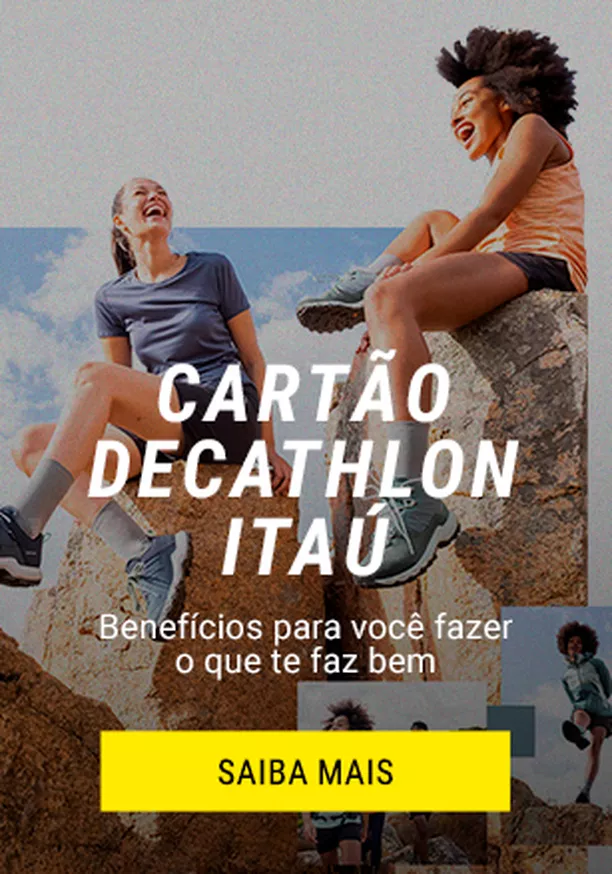 CARTÃO
DECATHLON
ITAÚ
Benefícios para você fazer
o que te faz bem
SAIBA MAIS